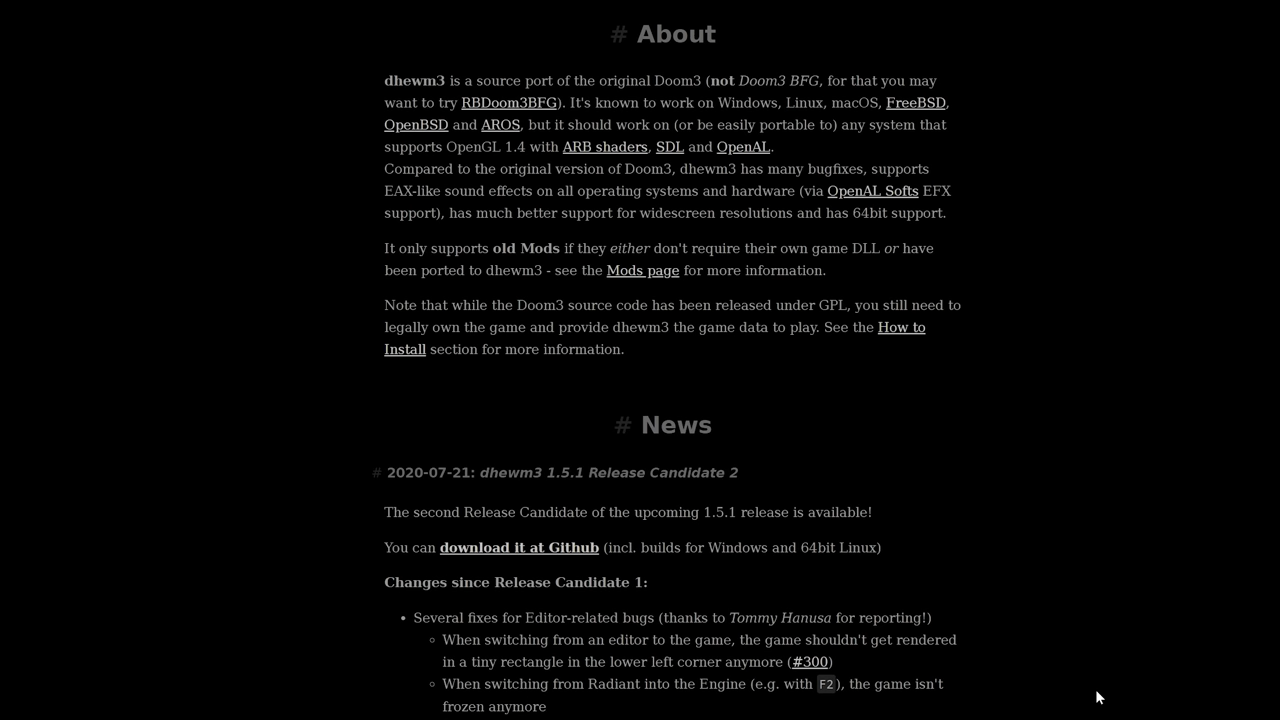 # About
dhewm3 is a source port of the original Doom3 (not Doom3 BFG, for that you may
want to try RBDoom3BFG). It's known to work on Windows, Linux, macOS, FreeBSD,
OpenBSD and AROS, but it should work on (or be easily portable to) any system that
supports OpenGL 1.4 with ARB shaders, SDL and OpenAL.
Compared to the original version of Doom3, dhewm3 has many bugfixes, supports
EAX-like sound effects on all operating systems and hardware (via OpenAL Softs EFX
support), has much better support for widescreen resolutions and has 64bit support.
It only supports old Mods if they either don't require their own game DLL or have
been ported to dhewm3 - see the Mods page for more information.
Note that while the Doom3 source code has been released under GPL, you still need to
legally own the game and provide dhewm3 the game data to play. See the How to
Install section for more information.
# News
# 2020-07-21: dhewm3 1.5.1 Release Candidate 2
The second Release Candidate of the upcoming 1.5.1 release is available!
You can download it at Github (incl. builds for Windows and 64bit Linux)
Changes since Release Candidate 1:
• Several fixes for Editor-related bugs (thanks to Tommy Hanusa for reporting!)
◦ When switching from an editor to the game, the game shouldn't get rendered
in a tiny rectangle in the lower left corner anymore (#300)
◦ When switching from Radiant into the Engine (e.g. with F2), the game isn't
frozen anymore